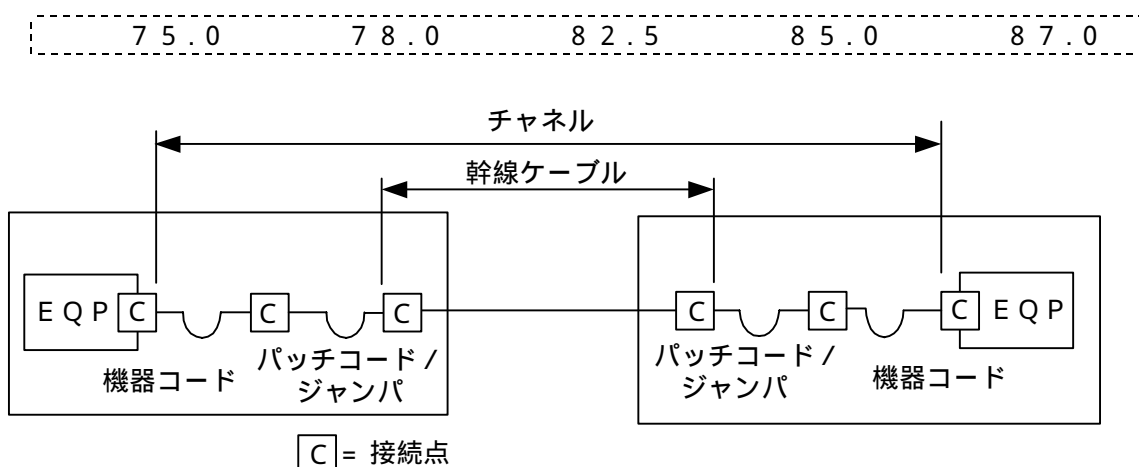 75.0 78.0 82.5 85.0 87.0
チャネル
幹線ケーブル
EQP C C C C C C EQP
機器コード パッチコード/ パッチコード/ 機器コード
ジャンパ ジャンパ
C = 接続点